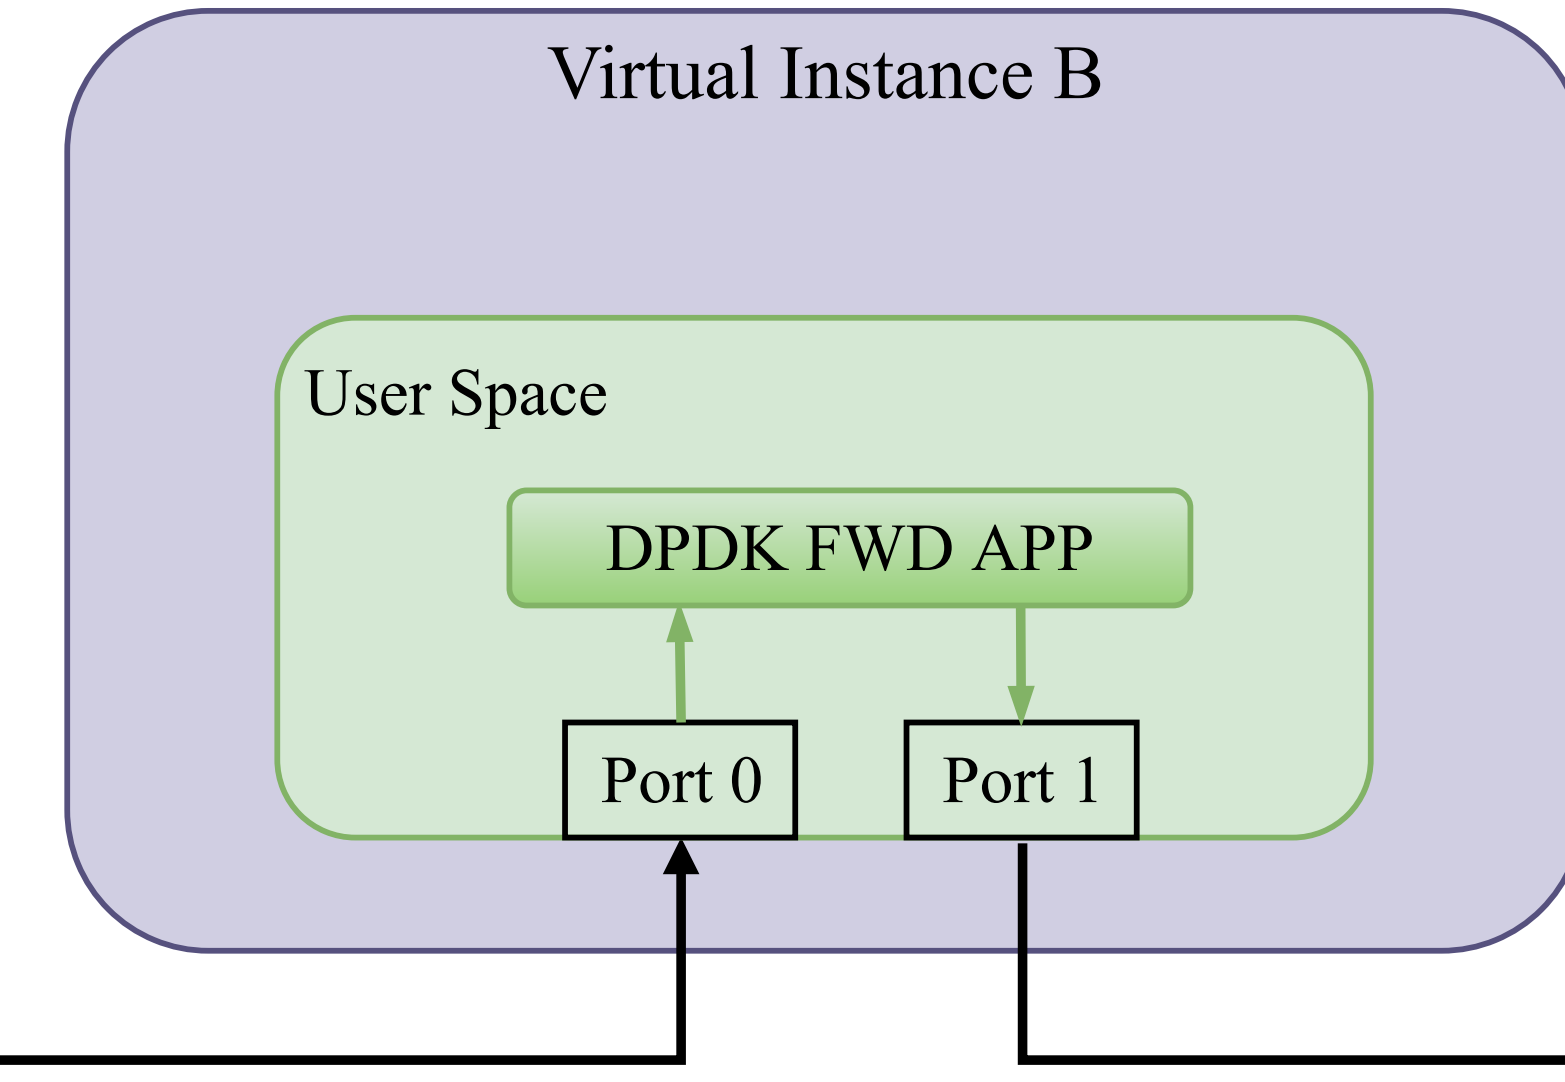 Virtual Instance B
User Space
DPDK FWD APP
Port 0
Port 1